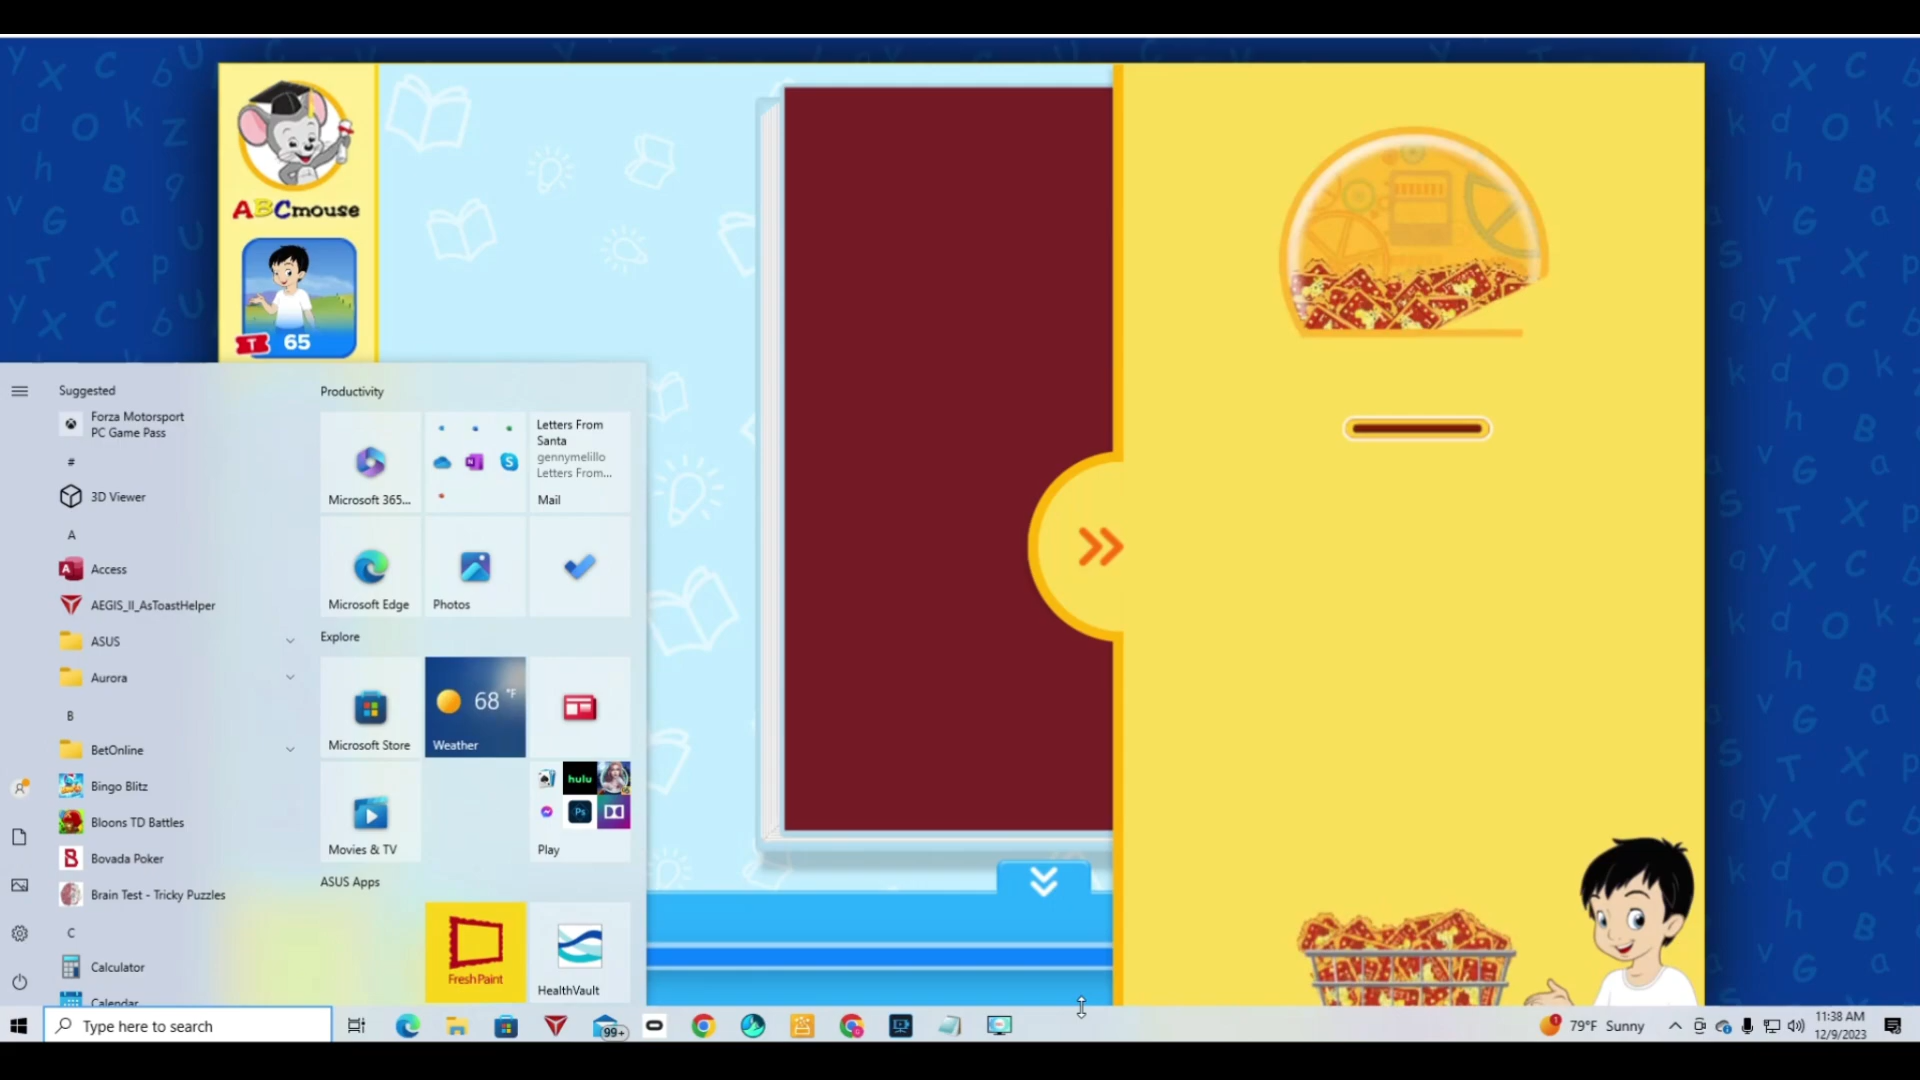 ABCmouse
T 65
Suggested
Forza Motorsport
PC Game Pass
#
3D Viewer
A
Access
AEGIS_II_AsToastHelper
ASUS
Aurora
B
BetOnline
Bingo Blitz
Bloons TD Battles
Bovada Poker
Brain Test - Tricky Puzzles
C
Calculator
Calendar
Productivity
Microsoft 365...
Letters From
Santa
gennymelillo
Letters From...
Mail
Microsoft Edge
Photos
Explore
Microsoft Store
68 °F
Weather
Movies & TV
hulu
Ps
Play
ASUS Apps
FreshPaint
HealthVault
Type here to search
99+
79°F Sunny
11:38 AM
12/9/2023